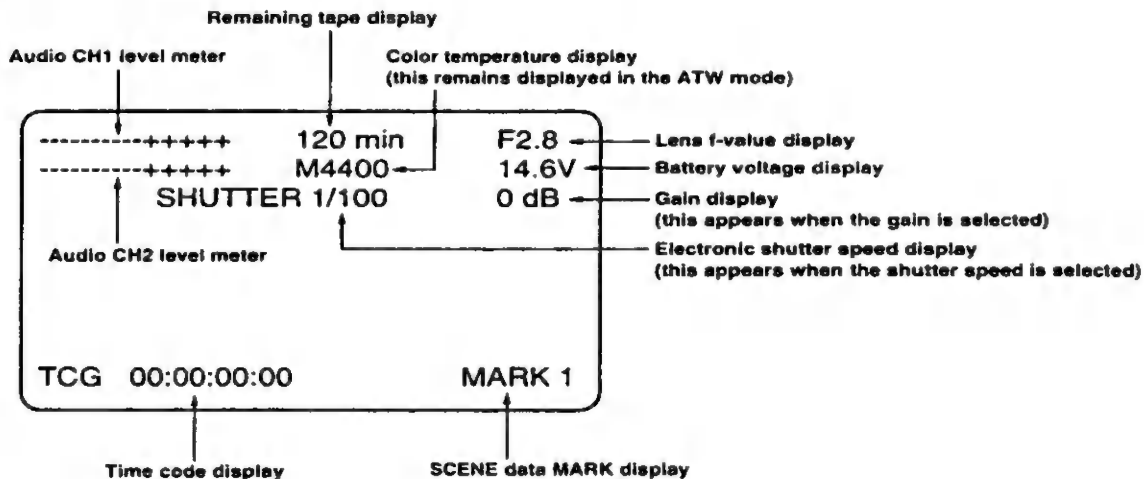 Remaining tape display
Audio CH1 level meter
Color temperature display
(this remains displayed in the ATW mode)
----------+++++ 120 min F2.8
Lens f-value display
----------+++++ M4400 14.6V
Battery voltage display
SHUTTER 1/100 0 dB
Gain display
(this appears when the gain is selected)
Audio CH2 level meter
Electronic shutter speed display
(this appears when the shutter speed is selected)
TCG 00:00:00:00 MARK 1
Time code display
SCENE data MARK display